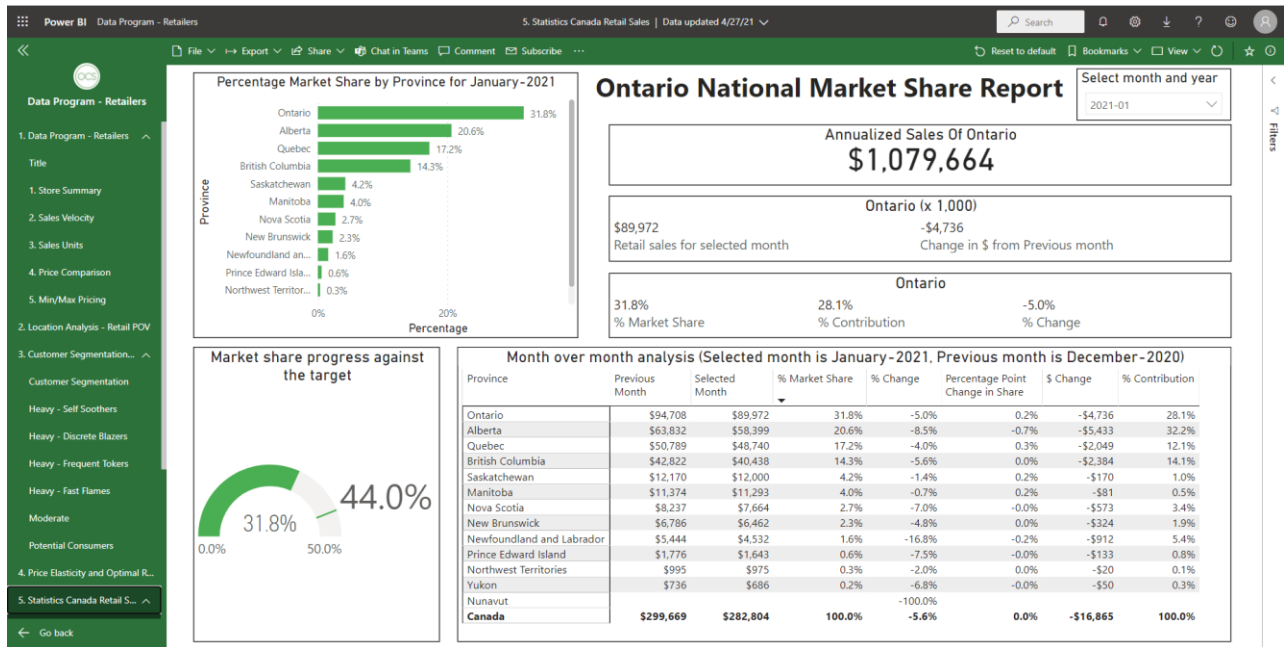 Power BI Data Program - Retailers
5. Statistics Canada Retail Sales | Data updated 4/27/21
Search
File Export Share Chat in Teams Comment Subscribe ···
Reset to default Bookmarks View
OCS
Data Program - Retailers
1. Data Program - Retailers
Title
1. Store Summary
2. Sales Velocity
3. Sales Units
4. Price Comparison
5. Min/Max Pricing
2. Location Analysis - Retail POV
3. Customer Segmentation...
Customer Segmentation
Heavy - Self Soothers
Heavy - Discrete Blazers
Heavy - Frequent Tokers
Heavy - Fast Flames
Moderate
Potential Consumers
4. Price Elasticity and Optimal R...
5. Statistics Canada Retail S...
Go back
Percentage Market Share by Province for January-2021
Province
Ontario 31.8%
Alberta 20.6%
Quebec 17.2%
British Columbia 14.3%
Saskatchewan 4.2%
Manitoba 4.0%
Nova Scotia 2.7%
New Brunswick 2.3%
Newfoundland an... 1.6%
Prince Edward Isla... 0.6%
Northwest Territor... 0.3%
0% 20%
Percentage
Ontario National Market Share Report
Select month and year
2021-01
Filters
Annualized Sales Of Ontario
$1,079,664
Ontario (x 1,000)
$89,972 -$4,736
Retail sales for selected month Change in $ from Previous month
Ontario
31.8% 28.1% -5.0%
% Market Share % Contribution % Change
Market share progress against
the target
44.0%
31.8%
0.0% 50.0%
Month over month analysis (Selected month is January-2021, Previous month is December-2020)
Province Previous Month Selected Month % Market Share % Change Percentage Point Change in Share $ Change % Contribution
Ontario $94,708 $89,972 31.8% -5.0% 0.2% -$4,736 28.1%
Alberta $63,832 $58,399 20.6% -8.5% -0.7% -$5,433 32.2%
Quebec $50,789 $48,740 17.2% -4.0% 0.3% -$2,049 12.1%
British Columbia $42,822 $40,438 14.3% -5.6% 0.0% -$2,384 14.1%
Saskatchewan $12,170 $12,000 4.2% -1.4% 0.2% -$170 1.0%
Manitoba $11,374 $11,293 4.0% -0.7% 0.2% -$81 0.5%
Nova Scotia $8,237 $7,664 2.7% -7.0% -0.0% -$573 3.4%
New Brunswick $6,786 $6,462 2.3% -4.8% 0.0% -$324 1.9%
Newfoundland and Labrador $5,444 $4,532 1.6% -16.8% -0.2% -$912 5.4%
Prince Edward Island $1,776 $1,643 0.6% -7.5% -0.0% -$133 0.8%
Northwest Territories $995 $975 0.3% -2.0% 0.0% -$20 0.1%
Yukon $736 $686 0.2% -6.8% -0.0% -$50 0.3%
Nunavut -100.0%
Canada $299,669 $282,804 100.0% -5.6% 0.0% -$16,865 100.0%